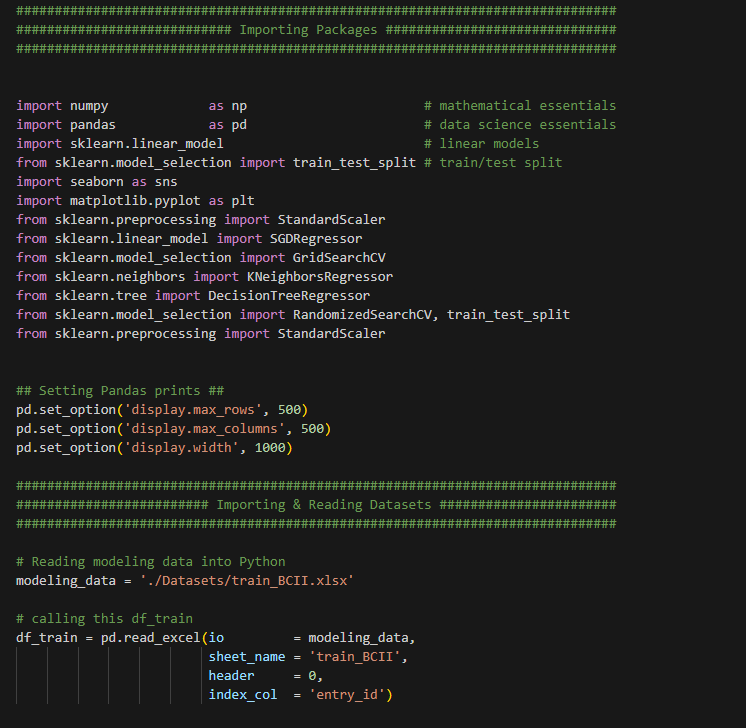 ##############################################################################
############################ Importing Packages ##############################
##############################################################################
import numpy             as np                       # mathematical essentials
import pandas            as pd                       # data science essentials
import sklearn.linear_model                          # linear models
from sklearn.model_selection import train_test_split # train/test split
import seaborn as sns
import matplotlib.pyplot as plt
from sklearn.preprocessing import StandardScaler
from sklearn.linear_model import SGDRegressor
from sklearn.model_selection import GridSearchCV
from sklearn.neighbors import KNeighborsRegressor
from sklearn.tree import DecisionTreeRegressor
from sklearn.model_selection import RandomizedSearchCV, train_test_split
from sklearn.preprocessing import StandardScaler
## Setting Pandas prints ##
pd.set_option('display.max_rows', 500)
pd.set_option('display.max_columns', 500)
pd.set_option('display.width', 1000)
##############################################################################
######################### Importing & Reading Datasets #######################
##############################################################################
# Reading modeling data into Python
modeling_data = './Datasets/train_BCII.xlsx'
# calling this df_train
df_train = pd.read_excel(io         = modeling_data,
                         sheet_name = 'train_BCII',
                         header     = 0,
                         index_col  = 'entry_id')